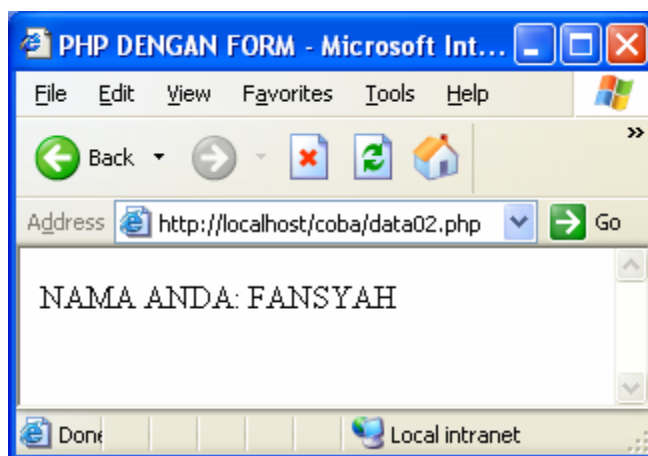 PHP DENGAN FORM - Microsoft Int...
File Edit View Favorites Tools Help
Back
Address http://localhost/coba/data02.php Go
NAMA ANDA: FANSYAH
Done Local intranet